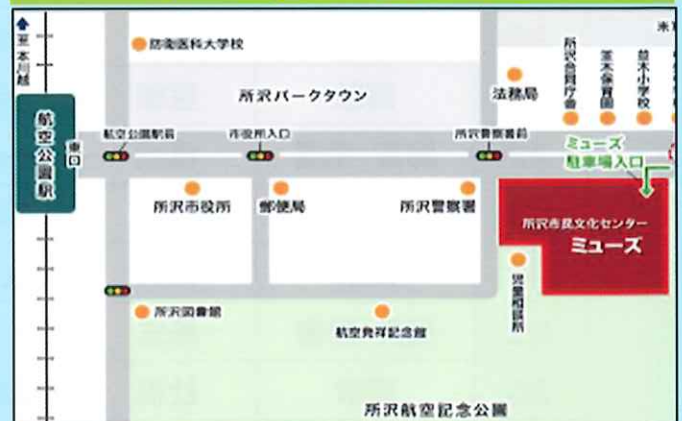 至本川越
防衛医科大学校
所沢パークタウン
法務局
所沢合同庁舎
並木保育園
並木小学校
航空公園駅
東口
航空公園駅前
市役所入口
所沢警察署前
ミューズ
駐車場入口
所沢市役所
郵便局
所沢警察署
所沢市民文化センター
ミューズ
児童相談所
所沢図書館
航空発祥記念館
所沢航空記念公園